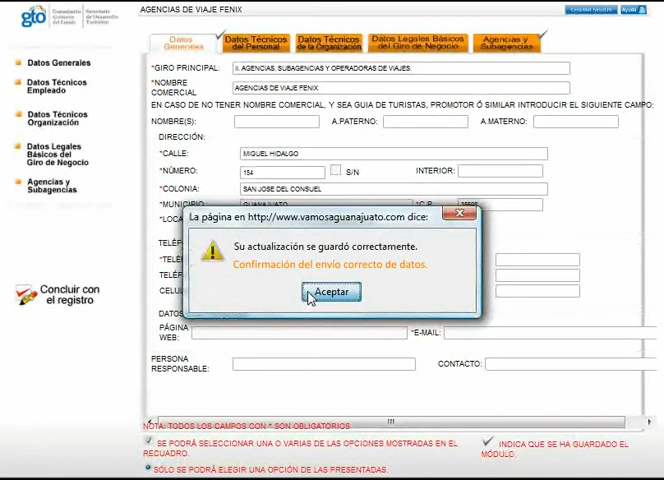 AGENCIAS DE VIAJE FENIX
gto
Ayuda
Datos Generales
Datos Técnicos del Personal
Datos Técnicos de la Organización
Datos Legales Básicos del Giro de Negocio
Agencias y Subagencias
Datos Generales
Datos Técnicos
Empleado
Datos Técnicos
Organización
Datos Legales
Básicos del
Giro de Negocio
Agencias y
Subagencias
Concluir con
el registro
*GIRO PRINCIPAL: II. AGENCIAS, SUBAGENCIAS Y OPERADORAS DE VIAJES.
*NOMBRE
COMERCIAL AGENCIAS DE VIAJE FENIX
EN CASO DE NO TENER NOMBRE COMERCIAL, Y SEA GUIA DE TURISTAS, PROMOTOR Ó SIMILAR INTRODUCIR EL SIGUIENTE CAMPO:
NOMBRE(S): A.PATERNO: A.MATERNO:
DIRECCIÓN:
*CALLE: MIGUEL HIDALGO
*NÚMERO: 154 S/N INTERIOR:
*COLONIA: SAN JOSE DEL CONSUEL
*MUNICIPIO GUANAJUATO *C.P.
*LOCA
La página en http://www.vamosaguanajuato.com dice:
Su actualización se guardó correctamente.
Confirmación del envío correcto de datos.
Aceptar
TELÉF
*TELÉF
TELÉF
CELU
DATOS
PÁGINA
WEB: *E-MAIL:
PERSONA
RESPONSABLE: CONTACTO:
NOTA: TODOS LOS CAMPOS CON * SON OBLIGATORIOS
SE PODRÁ SELECCIONAR UNA O VARIAS DE LAS OPCIONES MOSTRADAS EN EL
RECUADRO.
INDICA QUE SE HA GUARDADO EL
MÓDULO.
SÓLO SE PODRÁ ELEGIR UNA OPCIÓN DE LAS PRESENTADAS.